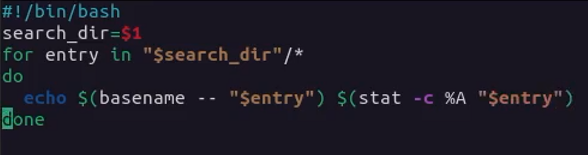 #!/bin/bash
search_dir=$1
for entry in "$search_dir"/*
do
  echo $(basename -- "$entry") $(stat -c %A "$entry")
done